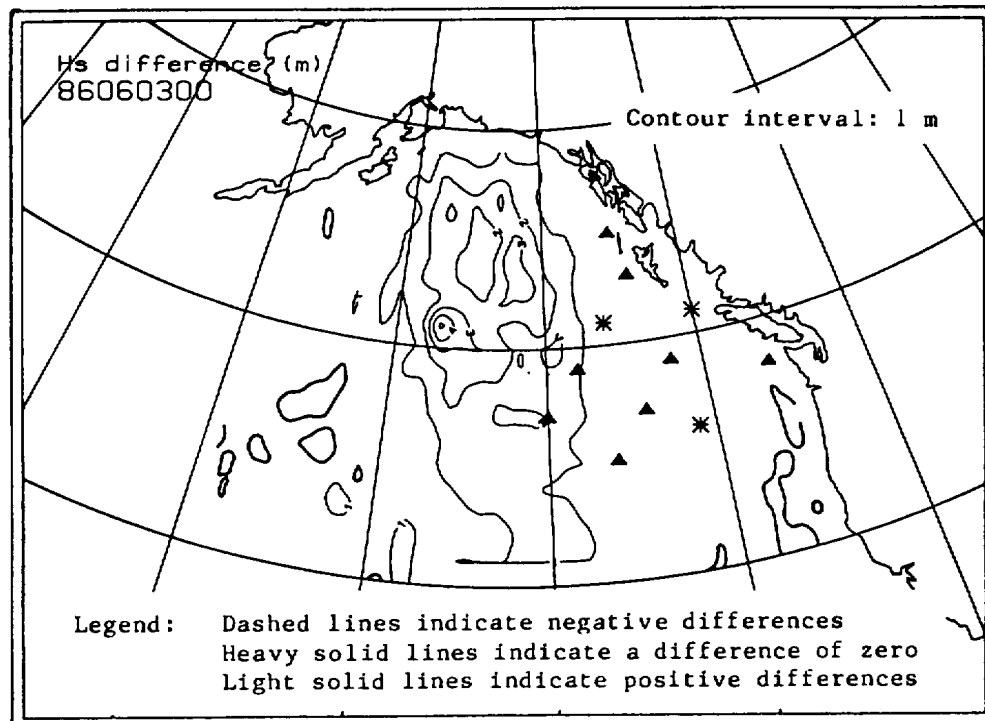 Hs difference (m)
86060300
Contour interval: 1 m
Legend: Dashed lines indicate negative differences
Heavy solid lines indicate a difference of zero
Light solid lines indicate positive differences